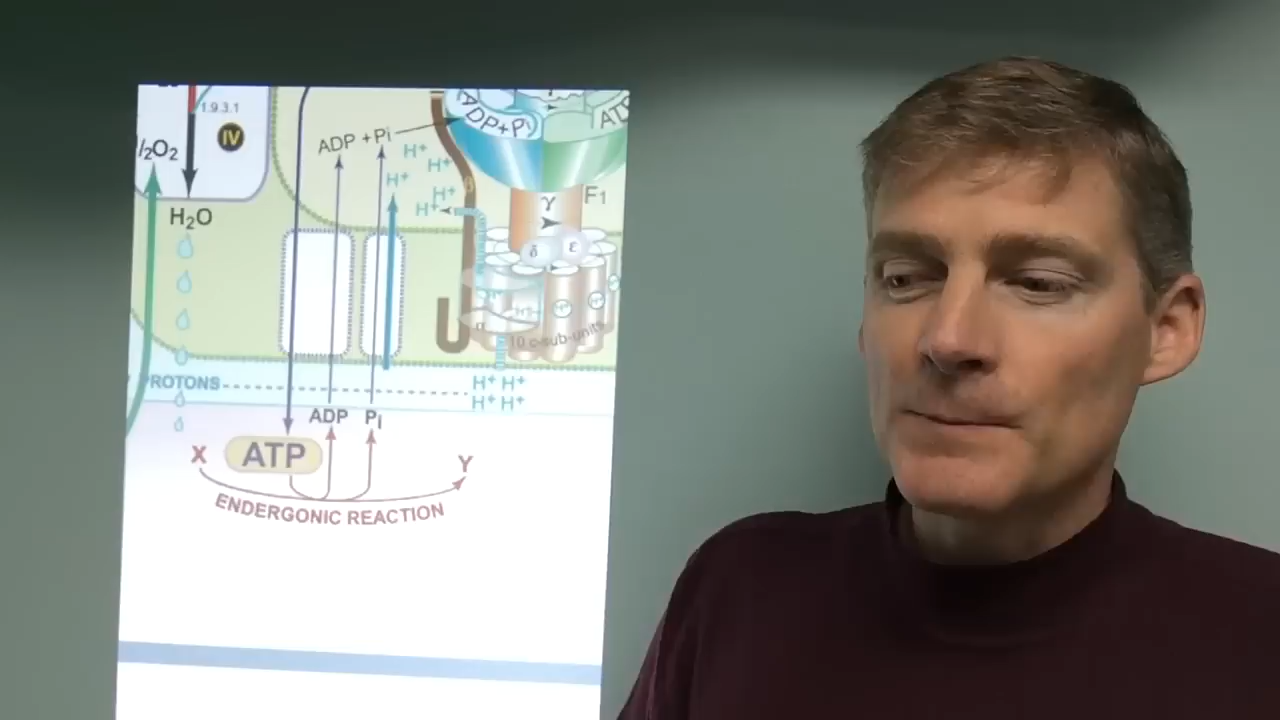 1.9.3.1
IV
/2O2
H2O
ADP +Pi
ADP+Pi
ATP
H+
H+
H+
H+
H+
F1
γ
δ ε
H+
H+ H+ H+
10 c-sub-units
PROTONS
H+ H+
H+ H+
ADP Pi
X ATP Y
ENDERGONIC REACTION